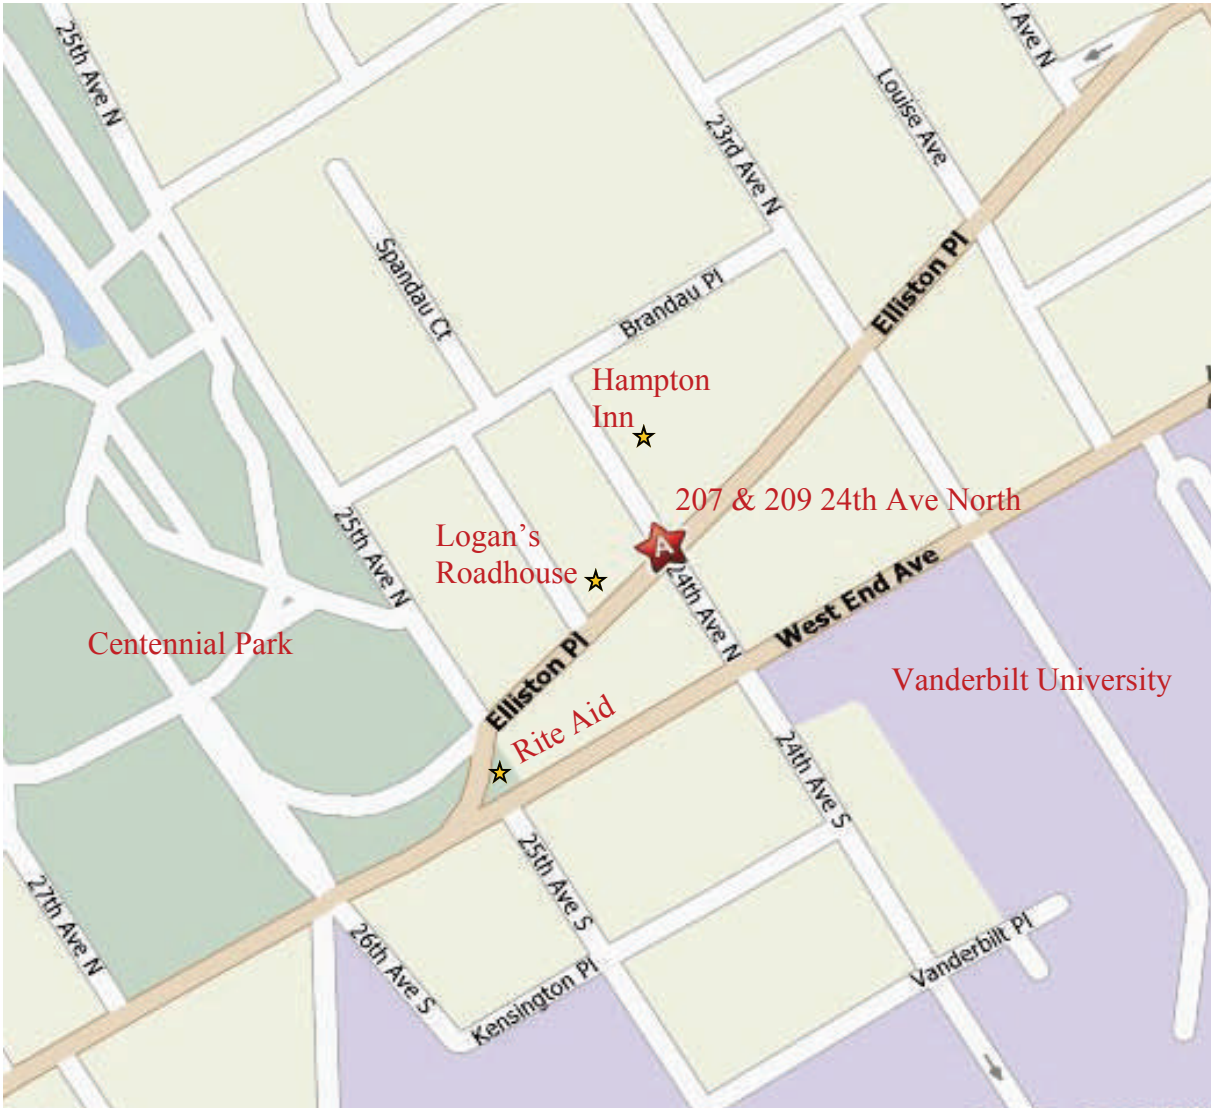 25th Ave N
Ave N
Louise Ave
23rd Ave N
Spandau Ct
Elliston Pl
Brandau Pl
Hampton
Inn
207 & 209 24th Ave North
A
25th Ave N
Logan's
Roadhouse
24th Ave N
West End Ave
Centennial Park
Elliston Pl
Vanderbilt University
Rite Aid
24th Ave S
25th Ave S
27th Ave N
26th Ave S
Kensington Pl
Vanderbilt Pl